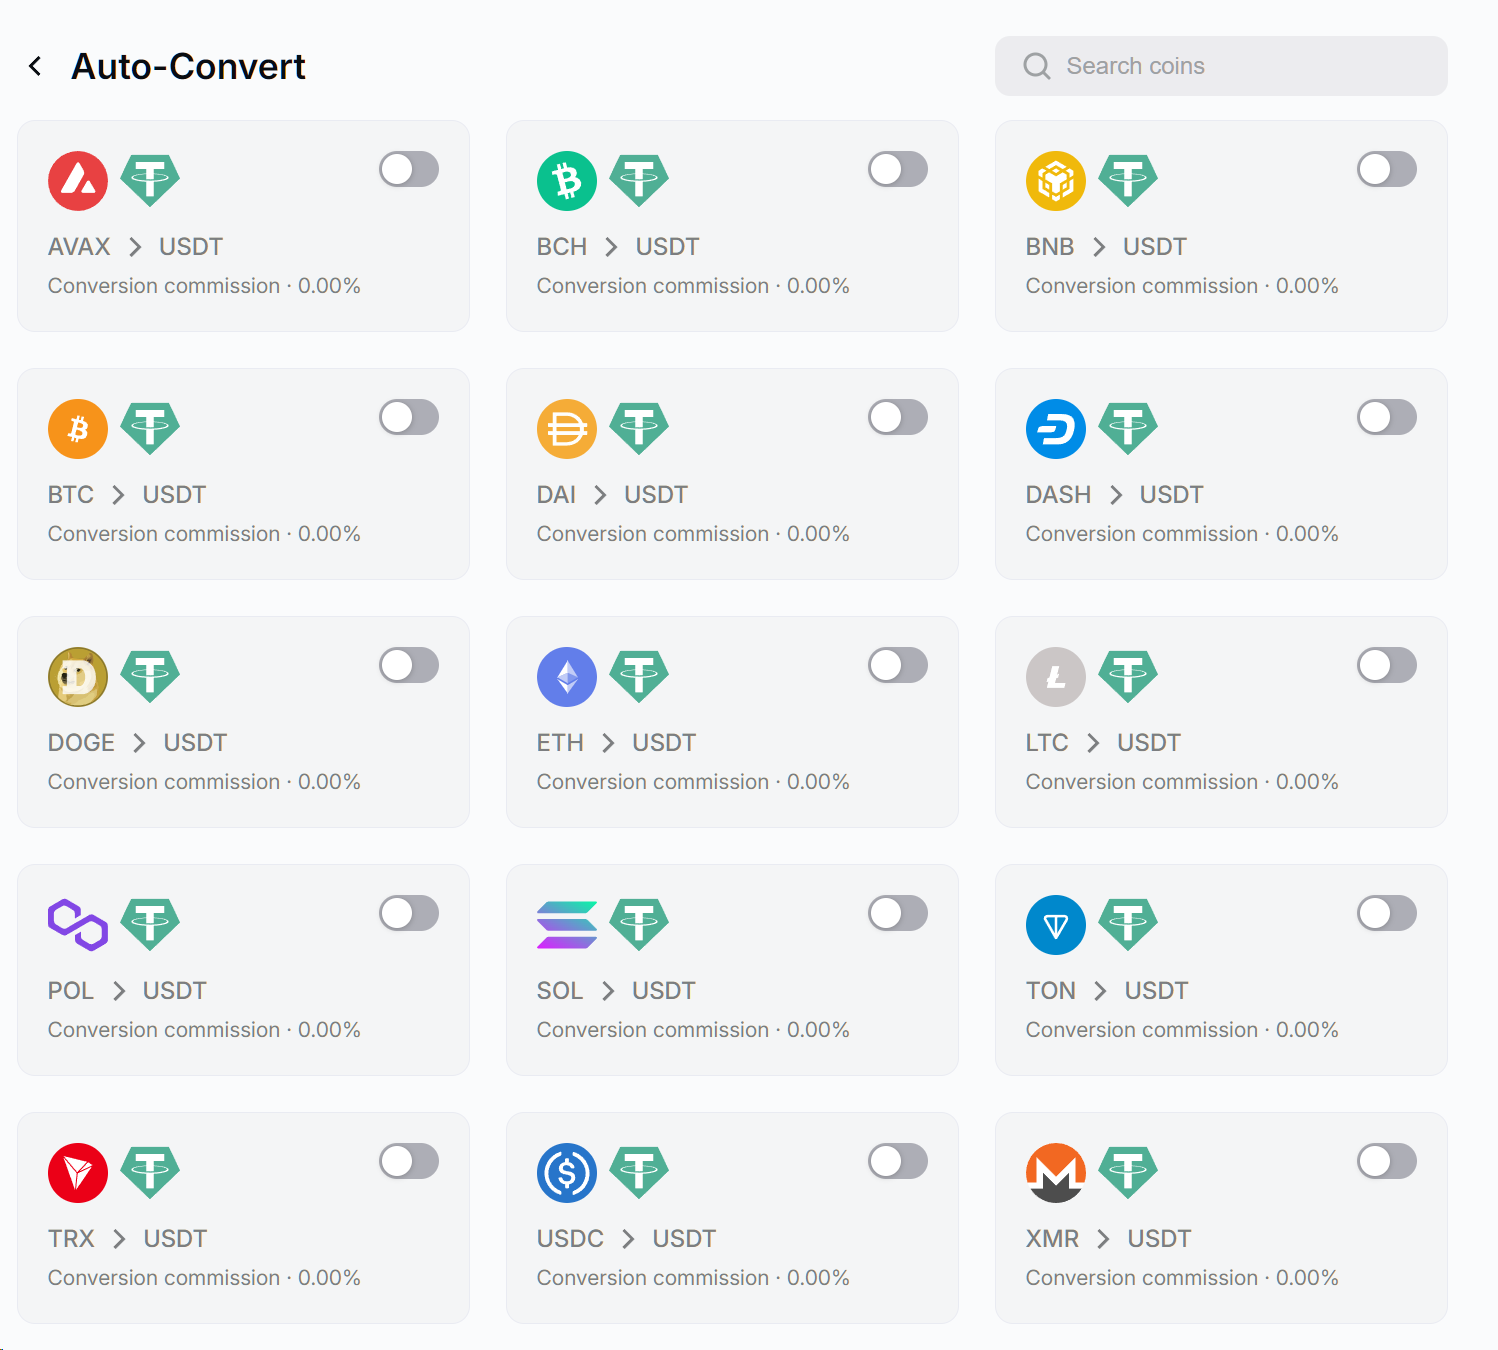 Auto-Convert
Search coins
AVAX > USDT
Conversion commission · 0.00%
BCH > USDT
Conversion commission · 0.00%
BNB > USDT
Conversion commission · 0.00%
BTC > USDT
Conversion commission · 0.00%
DAI > USDT
Conversion commission · 0.00%
DASH > USDT
Conversion commission · 0.00%
DOGE > USDT
Conversion commission · 0.00%
ETH > USDT
Conversion commission · 0.00%
LTC > USDT
Conversion commission · 0.00%
POL > USDT
Conversion commission · 0.00%
SOL > USDT
Conversion commission · 0.00%
TON > USDT
Conversion commission · 0.00%
TRX > USDT
Conversion commission · 0.00%
USDC > USDT
Conversion commission · 0.00%
XMR > USDT
Conversion commission · 0.00%